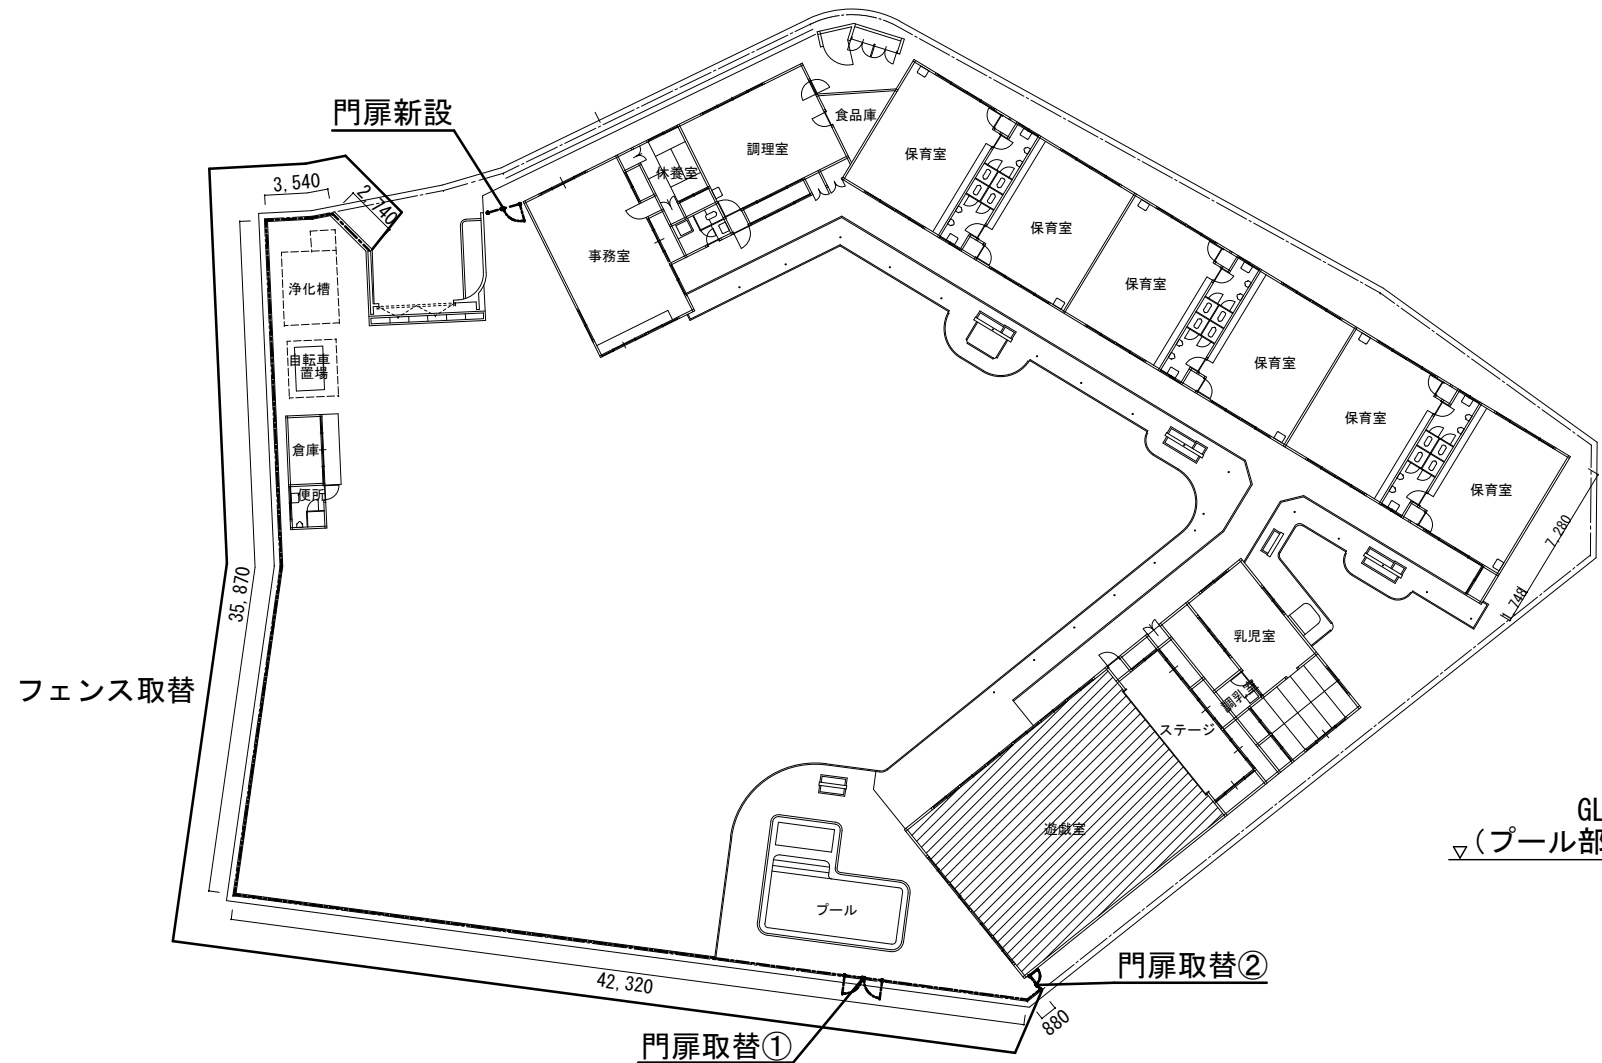 門扉新設
食品庫
調理室
休養室
保育室
3,540
2,140
事務室
保育室
浄化槽
保育室
自転車
置場
保育室
保育室
倉庫
便所
保育室
7,280
1,748
35,870
乳児室
フェンス取替
調乳
ステージ
遊戯室
GL
▽(プール部
プール
42,320
門扉取替②
880
門扉取替①